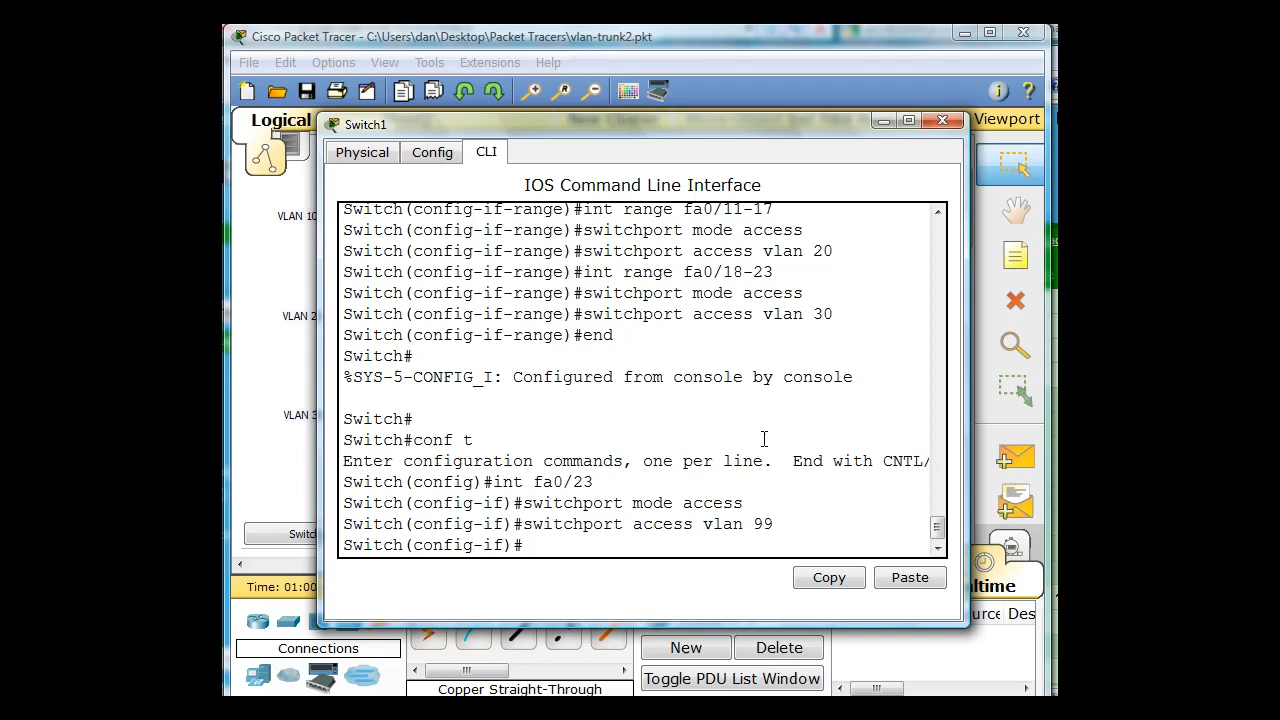 Cisco Packet Tracer - C:\Users\dan\Desktop\Packet Tracers\vlan-trunk2.pkt
File Edit Options View Tools Extensions Help
Logical
Viewport
Switch1
Physical Config CLI
IOS Command Line Interface
Switch(config-if-range)#int range fa0/11-17
Switch(config-if-range)#switchport mode access
Switch(config-if-range)#switchport access vlan 20
Switch(config-if-range)#int range fa0/18-23
Switch(config-if-range)#switchport mode access
Switch(config-if-range)#switchport access vlan 30
Switch(config-if-range)#end
Switch#
%SYS-5-CONFIG_I: Configured from console by console
Switch#
Switch#conf t
Enter configuration commands, one per line.  End with CNTL/
Switch(config)#int fa0/23
Switch(config-if)#switchport mode access
Switch(config-if)#switchport access vlan 99
Switch(config-if)#
Copy Paste
VLAN 10
VLAN 2
VLAN 3
Switc
Time: 01:00
ltime
Connections
Copper Straight-Through
New Delete
Toggle PDU List Window
ource Des